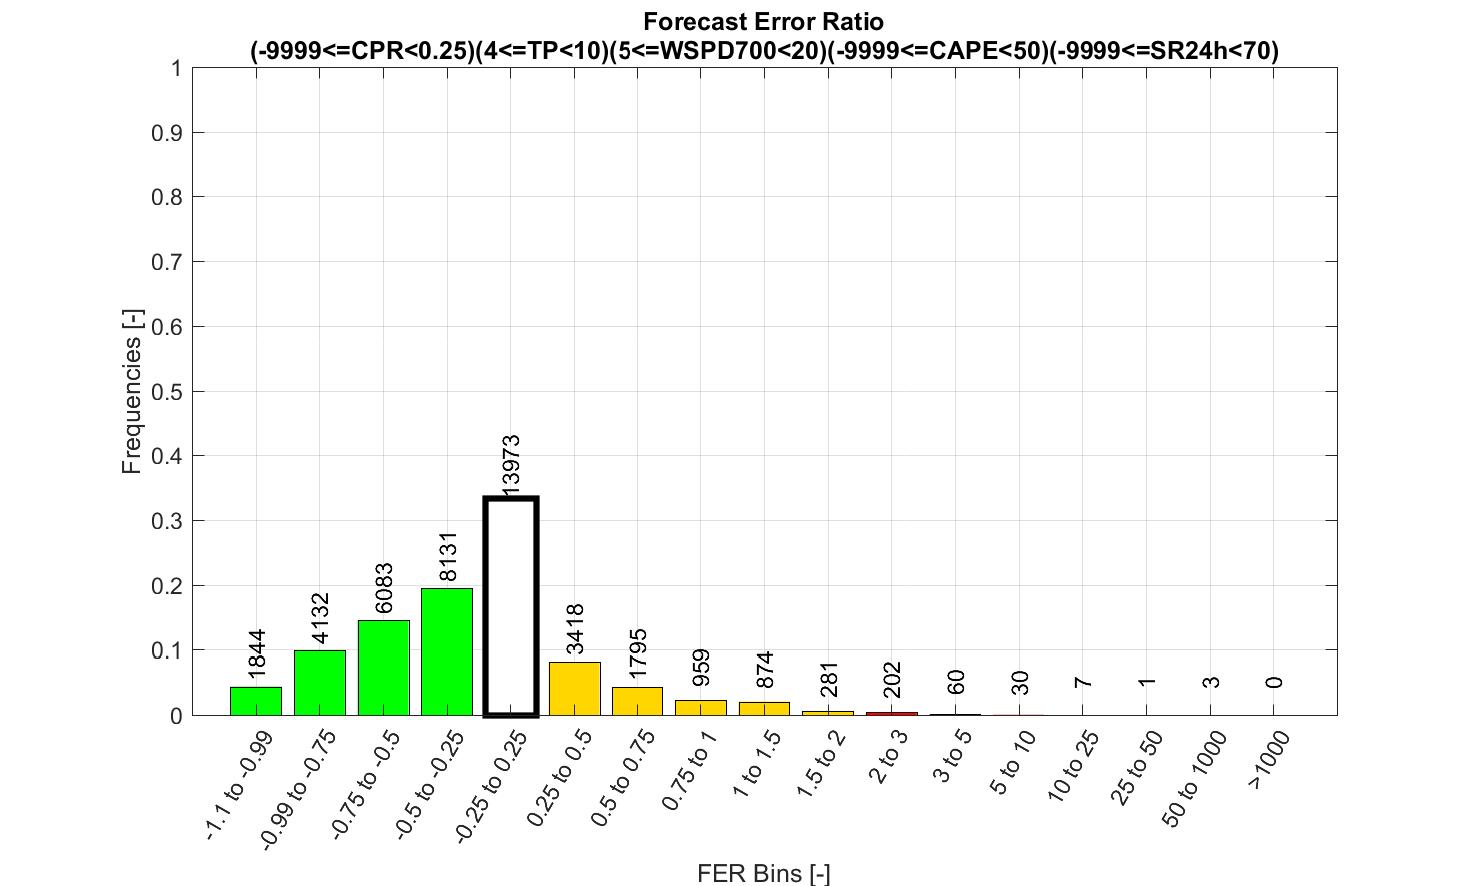 Forecast Error Ratio
(-9999<=CPR<0.25)(4<=TP<10)(5<=WSPD700<20)(-9999<=CAPE<50)(-9999<=SR24h<70)
1
0.9
0.8
0.7
0.6
0.5
0.4
0.3
0.2
0.1
0
Frequencies [-]
1844
4132
6083
8131
13973
3418
1795
959
874
281
202
60
30
7
1
3
0
-1.1 to -0.99
-0.99 to -0.75
-0.75 to -0.5
-0.5 to -0.25
-0.25 to 0.25
0.25 to 0.5
0.5 to 0.75
0.75 to 1
1 to 1.5
1.5 to 2
2 to 3
3 to 5
5 to 10
10 to 25
25 to 50
50 to 1000
>1000
FER Bins [-]